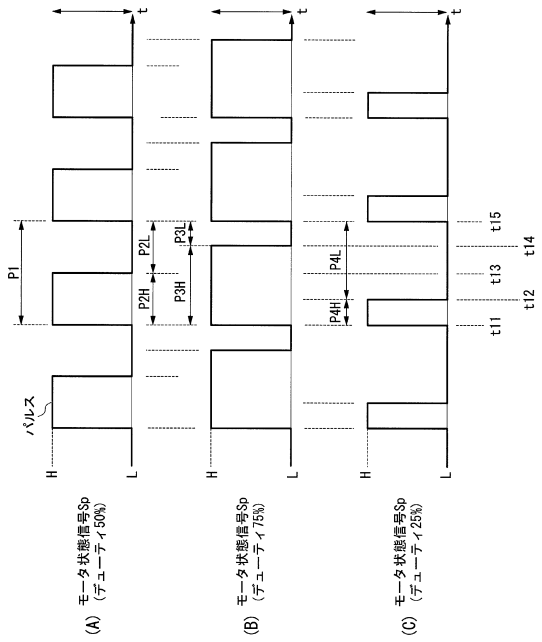 パルス
H
L
t
P1
(A) モータ状態信号Sp
(デューティ50%)
P2H
P2L
H
L
t
P3H
P3L
(B) モータ状態信号Sp
(デューティ75%)
H
L
t
P4H
P4L
(C) モータ状態信号Sp
(デューティ25%)
t11
t12
t13
t14
t15